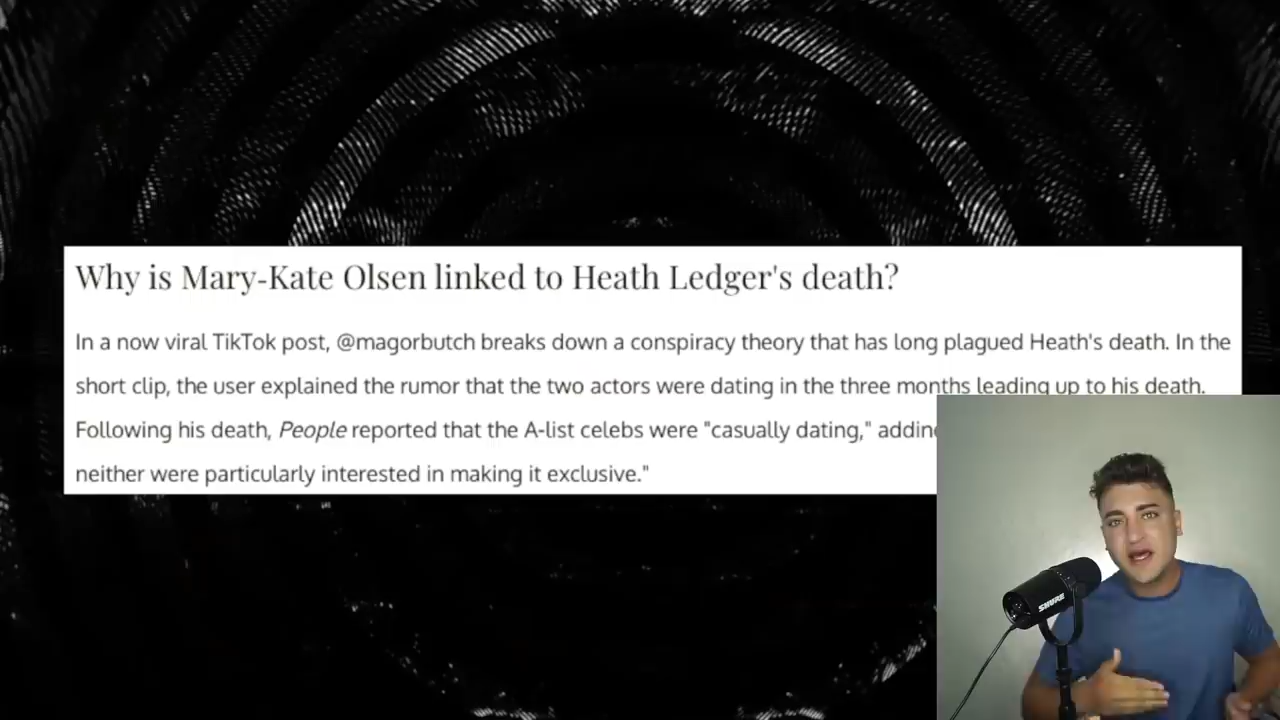 Why is Mary-Kate Olsen linked to Heath Ledger's death?
In a now viral TikTok post, @magorbutch breaks down a conspiracy theory that has long plagued Heath's death. In the
short clip, the user explained the rumor that the two actors were dating in the three months leading up to his death.
Following his death, People reported that the A-list celebs were "casually dating,"
neither were particularly interested in making it exclusive."
SHURE